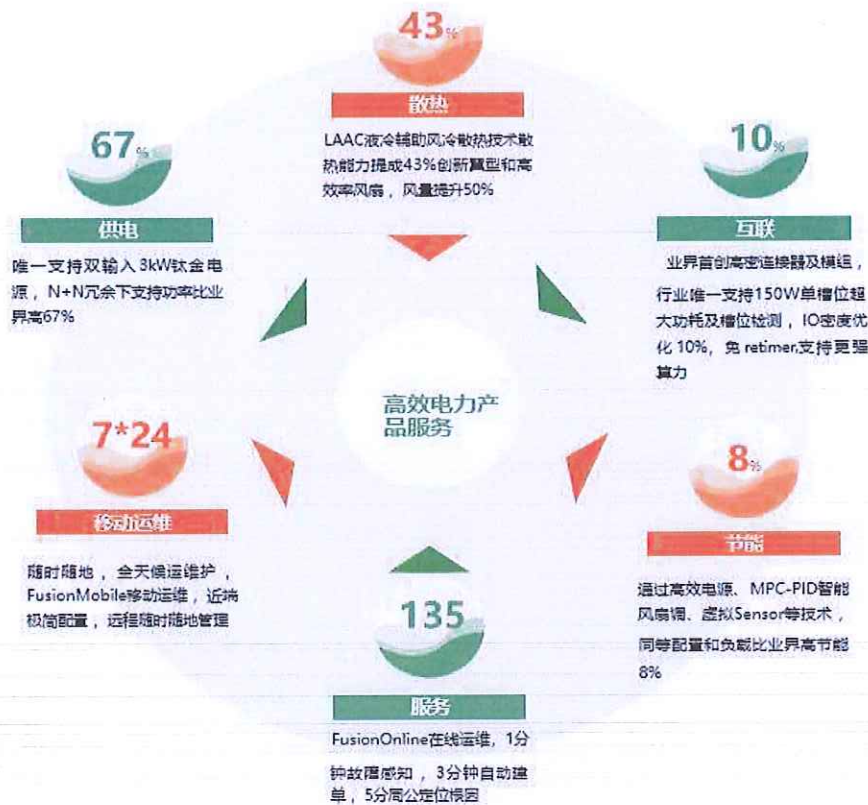 43%
散热
LAAC液冷辅助风冷散热技术散
热能力提成43%创新翼型和高
效率风扇，风量提升50%
67%
供电
唯一支持双输入3kW钛金电
源，N+N冗余下支持功率比业
界高67%
10%
互联
业界首创高密连接器及模组，
行业唯一支持150W单槽位超
大功耗及槽位检测，IO密度优
化10%，免retimer,支持更强
算力
高效电力产
品服务
7*24
移动运维
随时随地，全天候运维护，
FusionMobile移动运维，近端
极简配置，远程随时随地管理
8%
节能
通过高效电源、MPC-PID智能
风扇调、虚拟Sensor等技术，
同等配置和负载比业界高节能
8%
135
服务
FusionOnline在线运维，1分
钟故障感知，3分钟自动建
单，5分周公定位根因